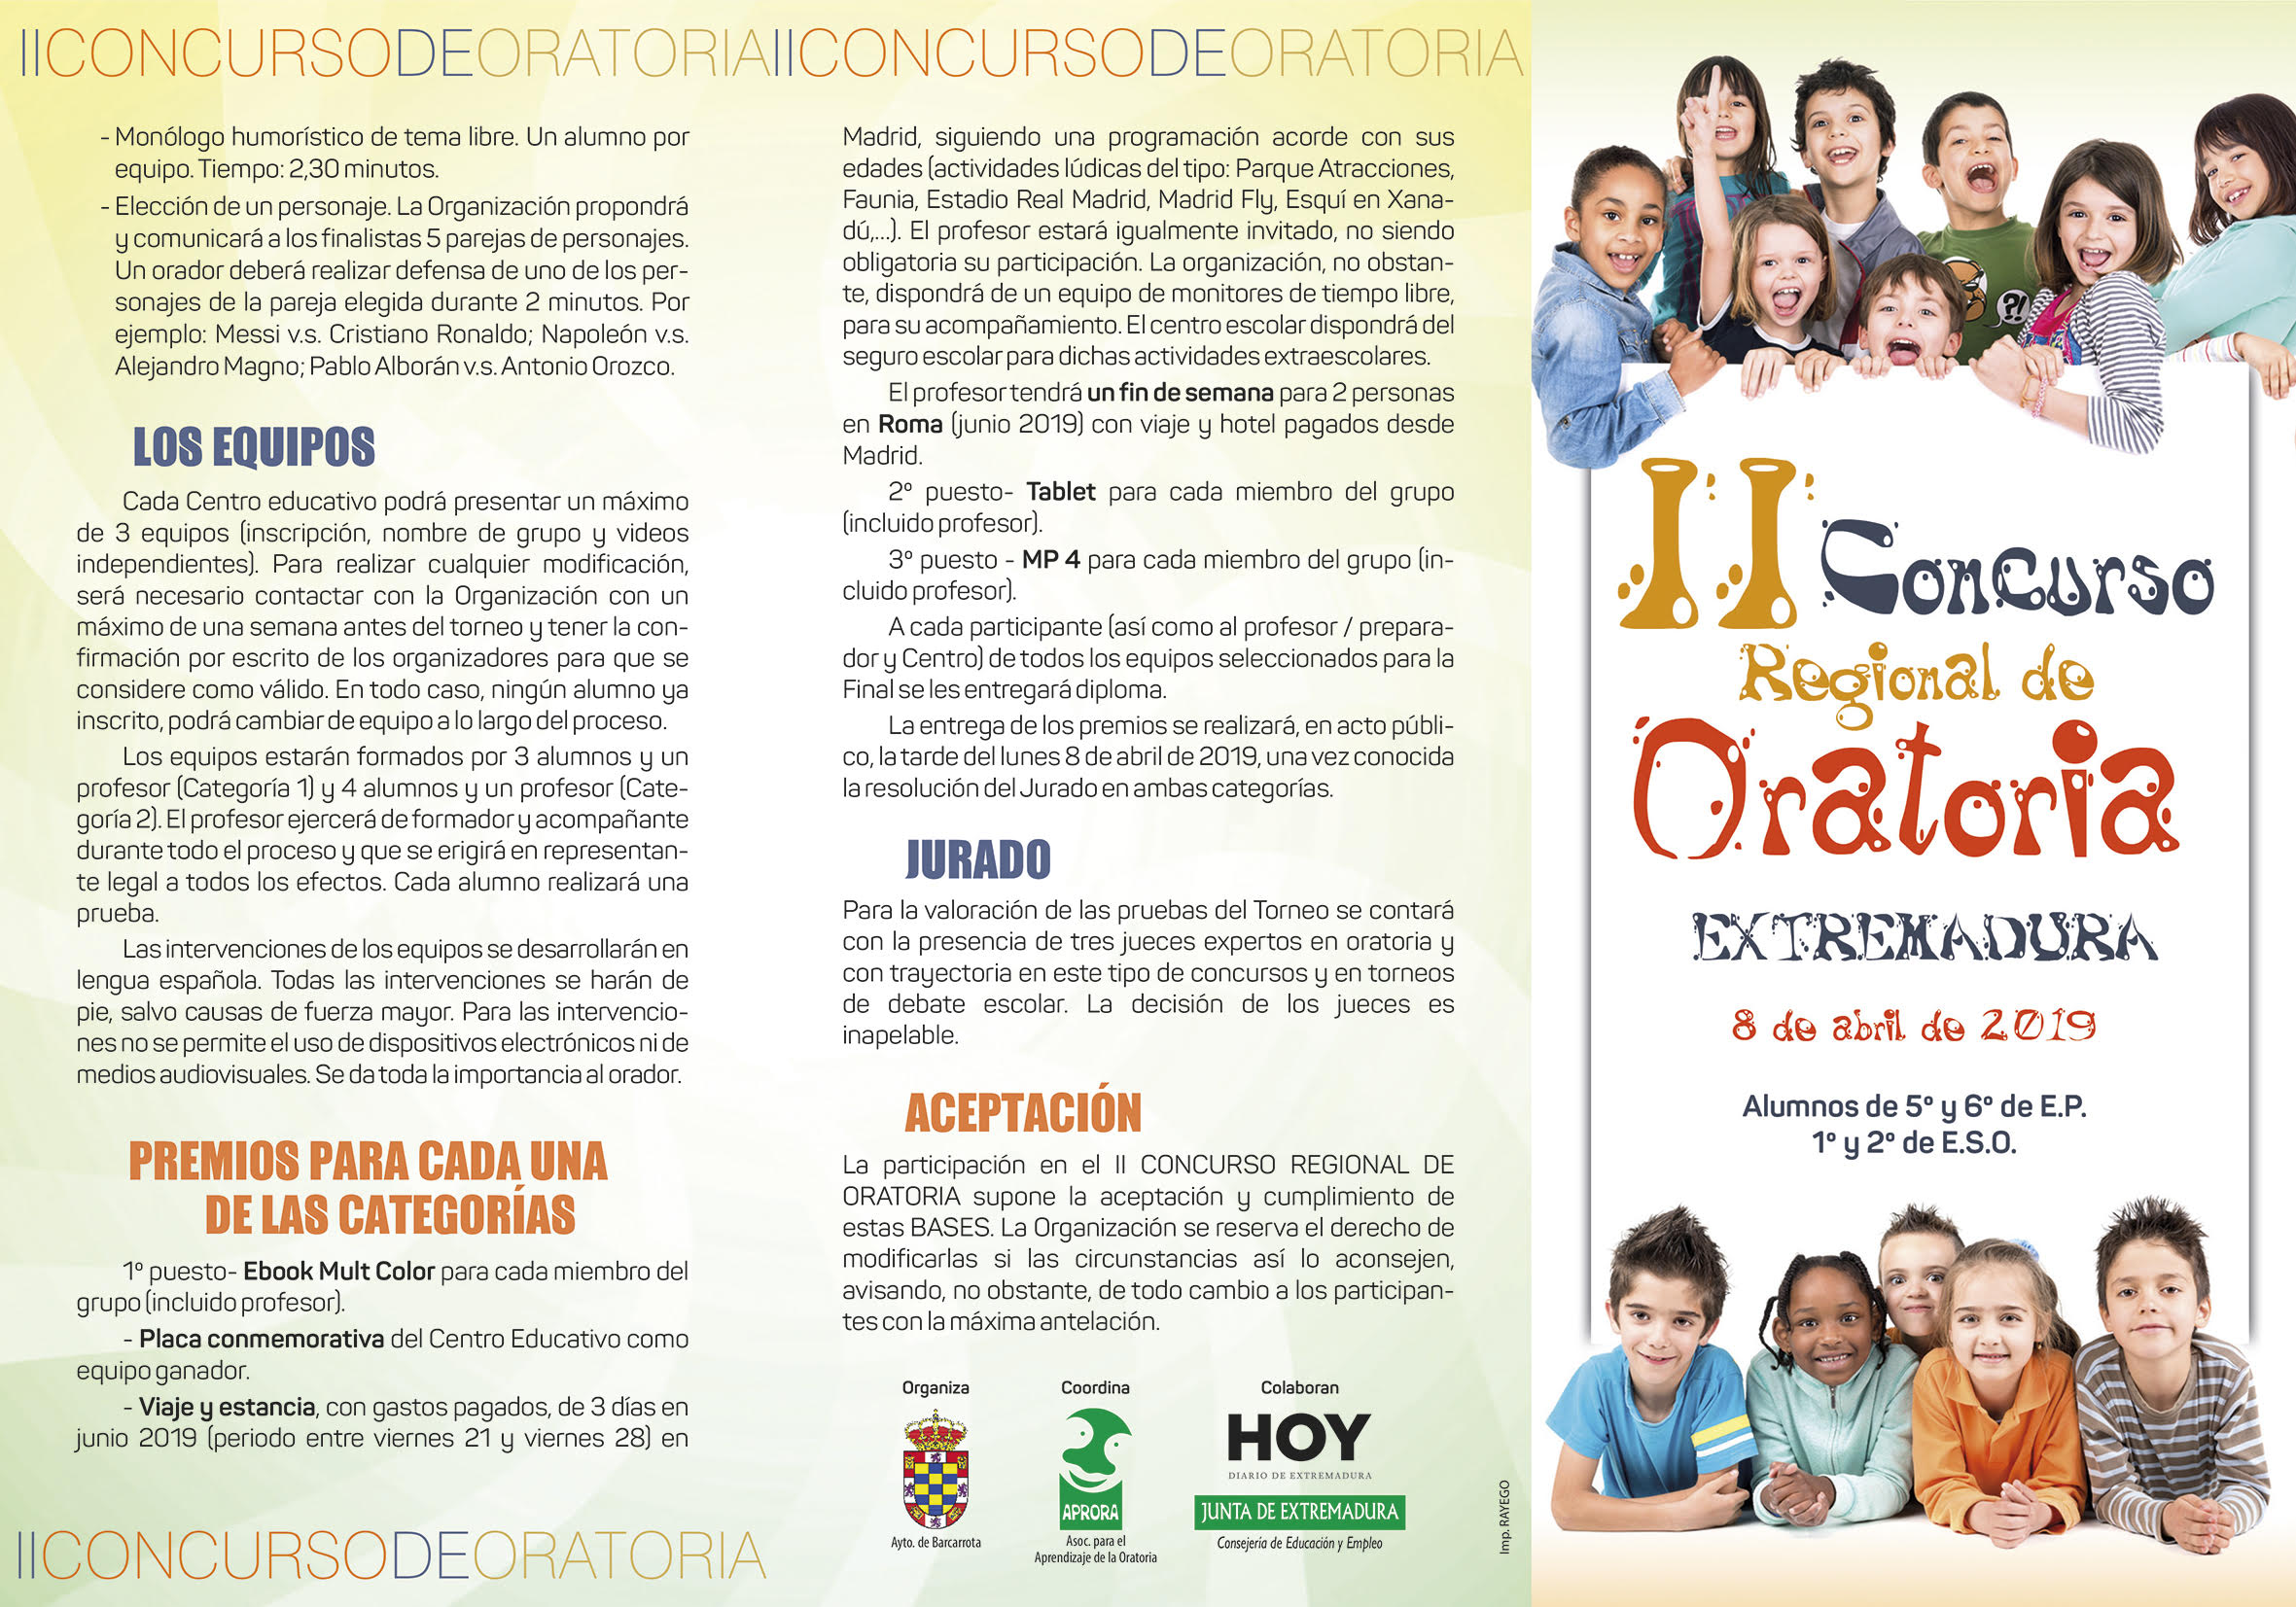 IICONCURSODEORATORIAIICONCURSODEORATORIA
- Monólogo humorístico de tema libre. Un alumno por
equipo. Tiempo: 2,30 minutos.
- Elección de un personaje. La Organización propondrá
y comunicará a los finalistas 5 parejas de personajes.
Un orador deberá realizar defensa de uno de los per-
sonajes de la pareja elegida durante 2 minutos. Por
ejemplo: Messi v.s. Cristiano Ronaldo; Napoleón v.s.
Alejandro Magno; Pablo Alborán v.s. Antonio Orozco.
LOS EQUIPOS
Cada Centro educativo podrá presentar un máximo
de 3 equipos (inscripción, nombre de grupo y videos
independientes). Para realizar cualquier modificación,
será necesario contactar con la Organización con un
máximo de una semana antes del torneo y tener la con-
firmación por escrito de los organizadores para que se
considere como válido. En todo caso, ningún alumno ya
inscrito, podrá cambiar de equipo a lo largo del proceso.
Los equipos estarán formados por 3 alumnos y un
profesor (Categoría 1) y 4 alumnos y un profesor (Cate-
goría 2). El profesor ejercerá de formador y acompañante
durante todo el proceso y que se erigirá en representan-
te legal a todos los efectos. Cada alumno realizará una
prueba.
Las intervenciones de los equipos se desarrollarán en
lengua española. Todas las intervenciones se harán de
pie, salvo causas de fuerza mayor. Para las intervencio-
nes no se permite el uso de dispositivos electrónicos ni de
medios audiovisuales. Se da toda la importancia al orador.
PREMIOS PARA CADA UNA
DE LAS CATEGORÍAS
1º puesto- Ebook Mult Color para cada miembro del
grupo (incluido profesor).
- Placa conmemorativa del Centro Educativo como
equipo ganador.
- Viaje y estancia, con gastos pagados, de 3 días en
junio 2019 (periodo entre viernes 21 y viernes 28) en
IICONCURSODEORATORIA
Madrid, siguiendo una programación acorde con sus
edades (actividades lúdicas del tipo: Parque Atracciones,
Faunia, Estadio Real Madrid, Madrid Fly, Esquí en Xana-
dú,...). El profesor estará igualmente invitado, no siendo
obligatoria su participación. La organización, no obstan-
te, dispondrá de un equipo de monitores de tiempo libre,
para su acompañamiento. El centro escolar dispondrá del
seguro escolar para dichas actividades extraescolares.
El profesor tendrá un fin de semana para 2 personas
en Roma (junio 2019) con viaje y hotel pagados desde
Madrid.
2º puesto- Tablet para cada miembro del grupo
(incluido profesor).
3º puesto - MP 4 para cada miembro del grupo (in-
cluido profesor).
A cada participante (así como al profesor / prepara-
dor y Centro) de todos los equipos seleccionados para la
Final se les entregará diploma.
La entrega de los premios se realizará, en acto públi-
co, la tarde del lunes 8 de abril de 2019, una vez conocida
la resolución del Jurado en ambas categorías.
JURADO
Para la valoración de las pruebas del Torneo se contará
con la presencia de tres jueces expertos en oratoria y
con trayectoria en este tipo de concursos y en torneos
de debate escolar. La decisión de los jueces es
inapelable.
ACEPTACIÓN
La participación en el II CONCURSO REGIONAL DE
ORATORIA supone la aceptación y cumplimiento de
estas BASES. La Organización se reserva el derecho de
modificarlas si las circunstancias así lo aconsejen,
avisando, no obstante, de todo cambio a los participan-
tes con la máxima antelación.
Organiza
Ayto. de Barcarrota
Coordina
APRORA
Asoc. para el
Aprendizaje de la Oratoria
Colaboran
HOY
DIARIO DE EXTREMADURA
JUNTA DE EXTREMADURA
Consejería de Educación y Empleo
Imp. RAYEGO
?!
II Concurso
Regional de
Oratoria
EXTREMADURA
8 de abril de 2019
Alumnos de 5º y 6º de E.P.
1º y 2º de E.S.O.